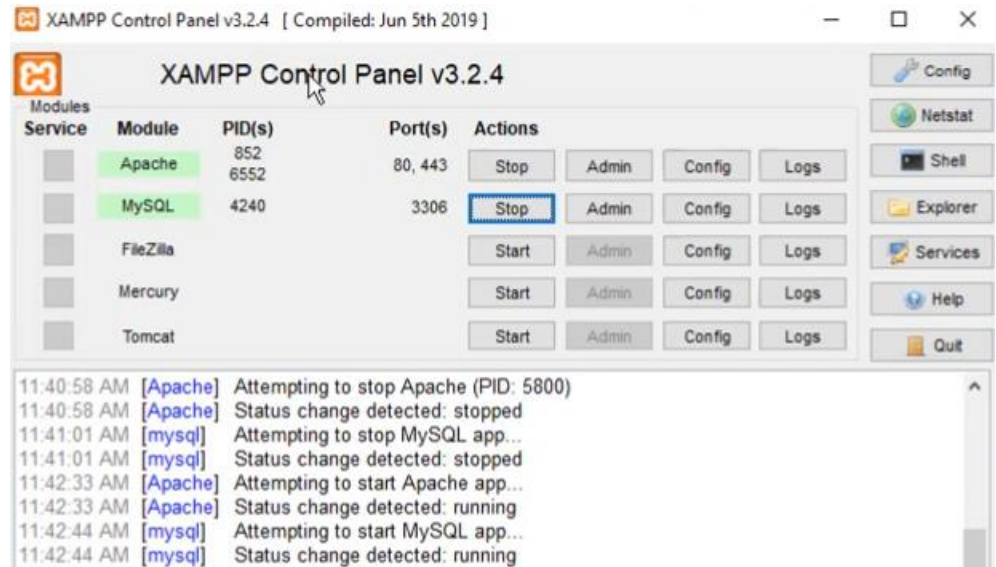 XAMPP Control Panel v3.2.4 [ Compiled: Jun 5th 2019 ]
XAMPP Control Panel v3.2.4
Config
Modules
Service Module PID(s) Port(s) Actions
Netstat
Apache 852 6552 80, 443 Stop Admin Config Logs
Shell
MySQL 4240 3306 Stop Admin Config Logs
Explorer
FileZilla Start Admin Config Logs
Services
Mercury Start Admin Config Logs
Help
Tomcat Start Admin Config Logs
Quit
11:40:58 AM [Apache] Attempting to stop Apache (PID: 5800)
11:40:58 AM [Apache] Status change detected: stopped
11:41:01 AM [mysql] Attempting to stop MySQL app...
11:41:01 AM [mysql] Status change detected: stopped
11:42:33 AM [Apache] Attempting to start Apache app...
11:42:33 AM [Apache] Status change detected: running
11:42:44 AM [mysql] Attempting to start MySQL app...
11:42:44 AM [mysql] Status change detected: running